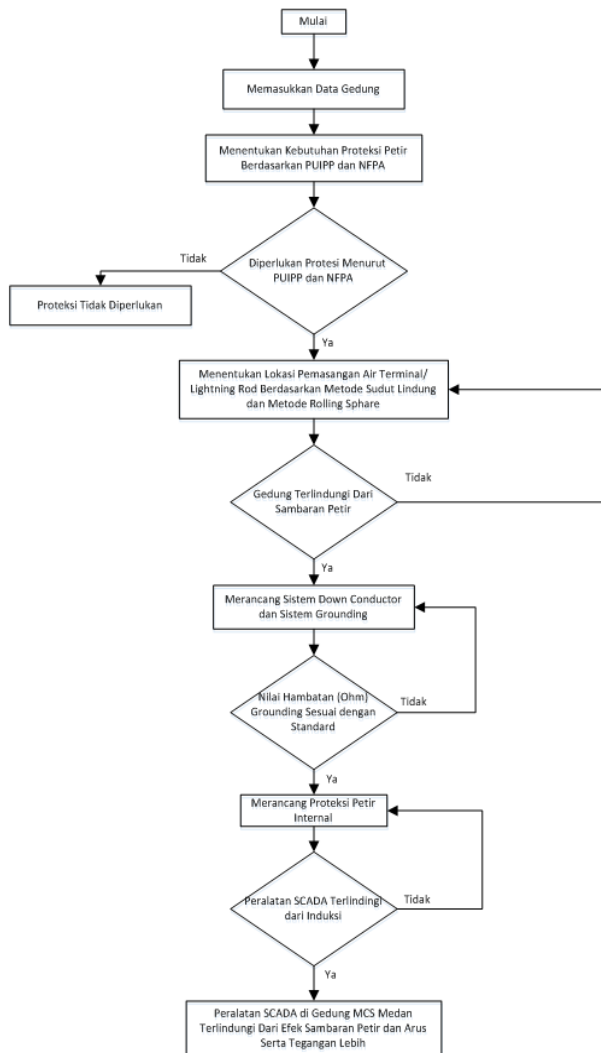 Mulai
Memasukkan Data Gedung
Menentukan Kebutuhan Proteksi Petir
Berdasarkan PUIPP dan NFPA
Tidak
Diperlukan Protesi Menurut
PUIPP dan NFPA
Proteksi Tidak Diperlukan
Ya
Menentukan Lokasi Pemasangan Air Terminal/
Lightning Rod Berdasarkan Metode Sudut Lindung
dan Metode Rolling Sphare
Gedung Terlindungi Dari
Sambaran Petir
Tidak
Ya
Merancang Sistem Down Conductor
dan Sistem Grounding
Nilai Hambatan (Ohm)
Grounding Sesuai dengan
Standard
Tidak
Ya
Merancang Proteksi Petir
Internal
Peralatan SCADA Terlindingi
dari Induksi
Tidak
Ya
Peralatan SCADA di Gedung MCS Medan
Terlindungi Dari Efek Sambaran Petir dan Arus
Serta Tegangan Lebih